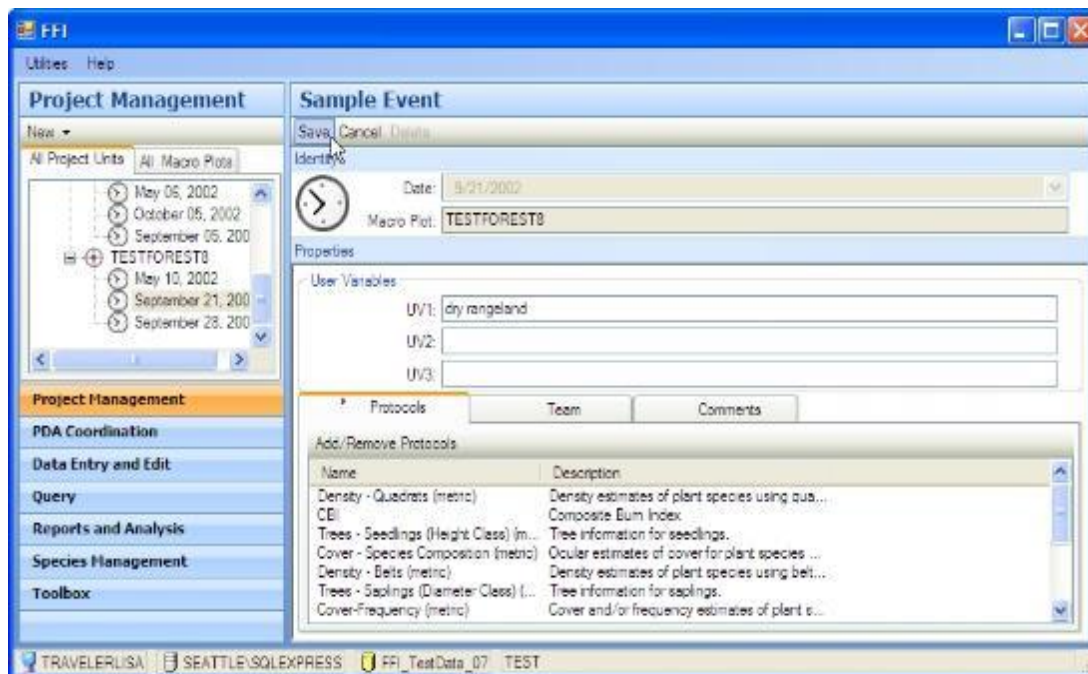 FFI
Utilities Help
Project Management
New
All Project Units All Macro Plots
May 06, 2002
October 05, 2002
September 05, 200
TESTFOREST8
May 10, 2002
September 21, 200
September 28, 200
Project Management
PDA Coordination
Data Entry and Edit
Query
Reports and Analysis
Species Management
Toolbox
Sample Event
Save Cancel Delete
Identity
Date: 9/21/2002
Macro Plot: TESTFOREST8
Properties
User Variables
UV1: dry rangeland
UV2:
UV3:
Protocols Team Comments
Add/Remove Protocols
Name Description
Density - Quadrats (metric) Density estimates of plant species using qua...
CBI Composite Burn Index
Trees - Seedlings (Height Class) (m... Tree information for seedlings.
Cover - Species Composition (metric) Ocular estimates of cover for plant species ...
Density - Belts (metric) Density estimates of plant species using belt...
Trees - Saplings (Diameter Class) (... Tree information for saplings.
Cover-Frequency (metric) Cover and/or frequency estimates of plant s...
TRAVELERLISA SEATTLE\SQLEXPRESS FFI_TestData_07 TEST